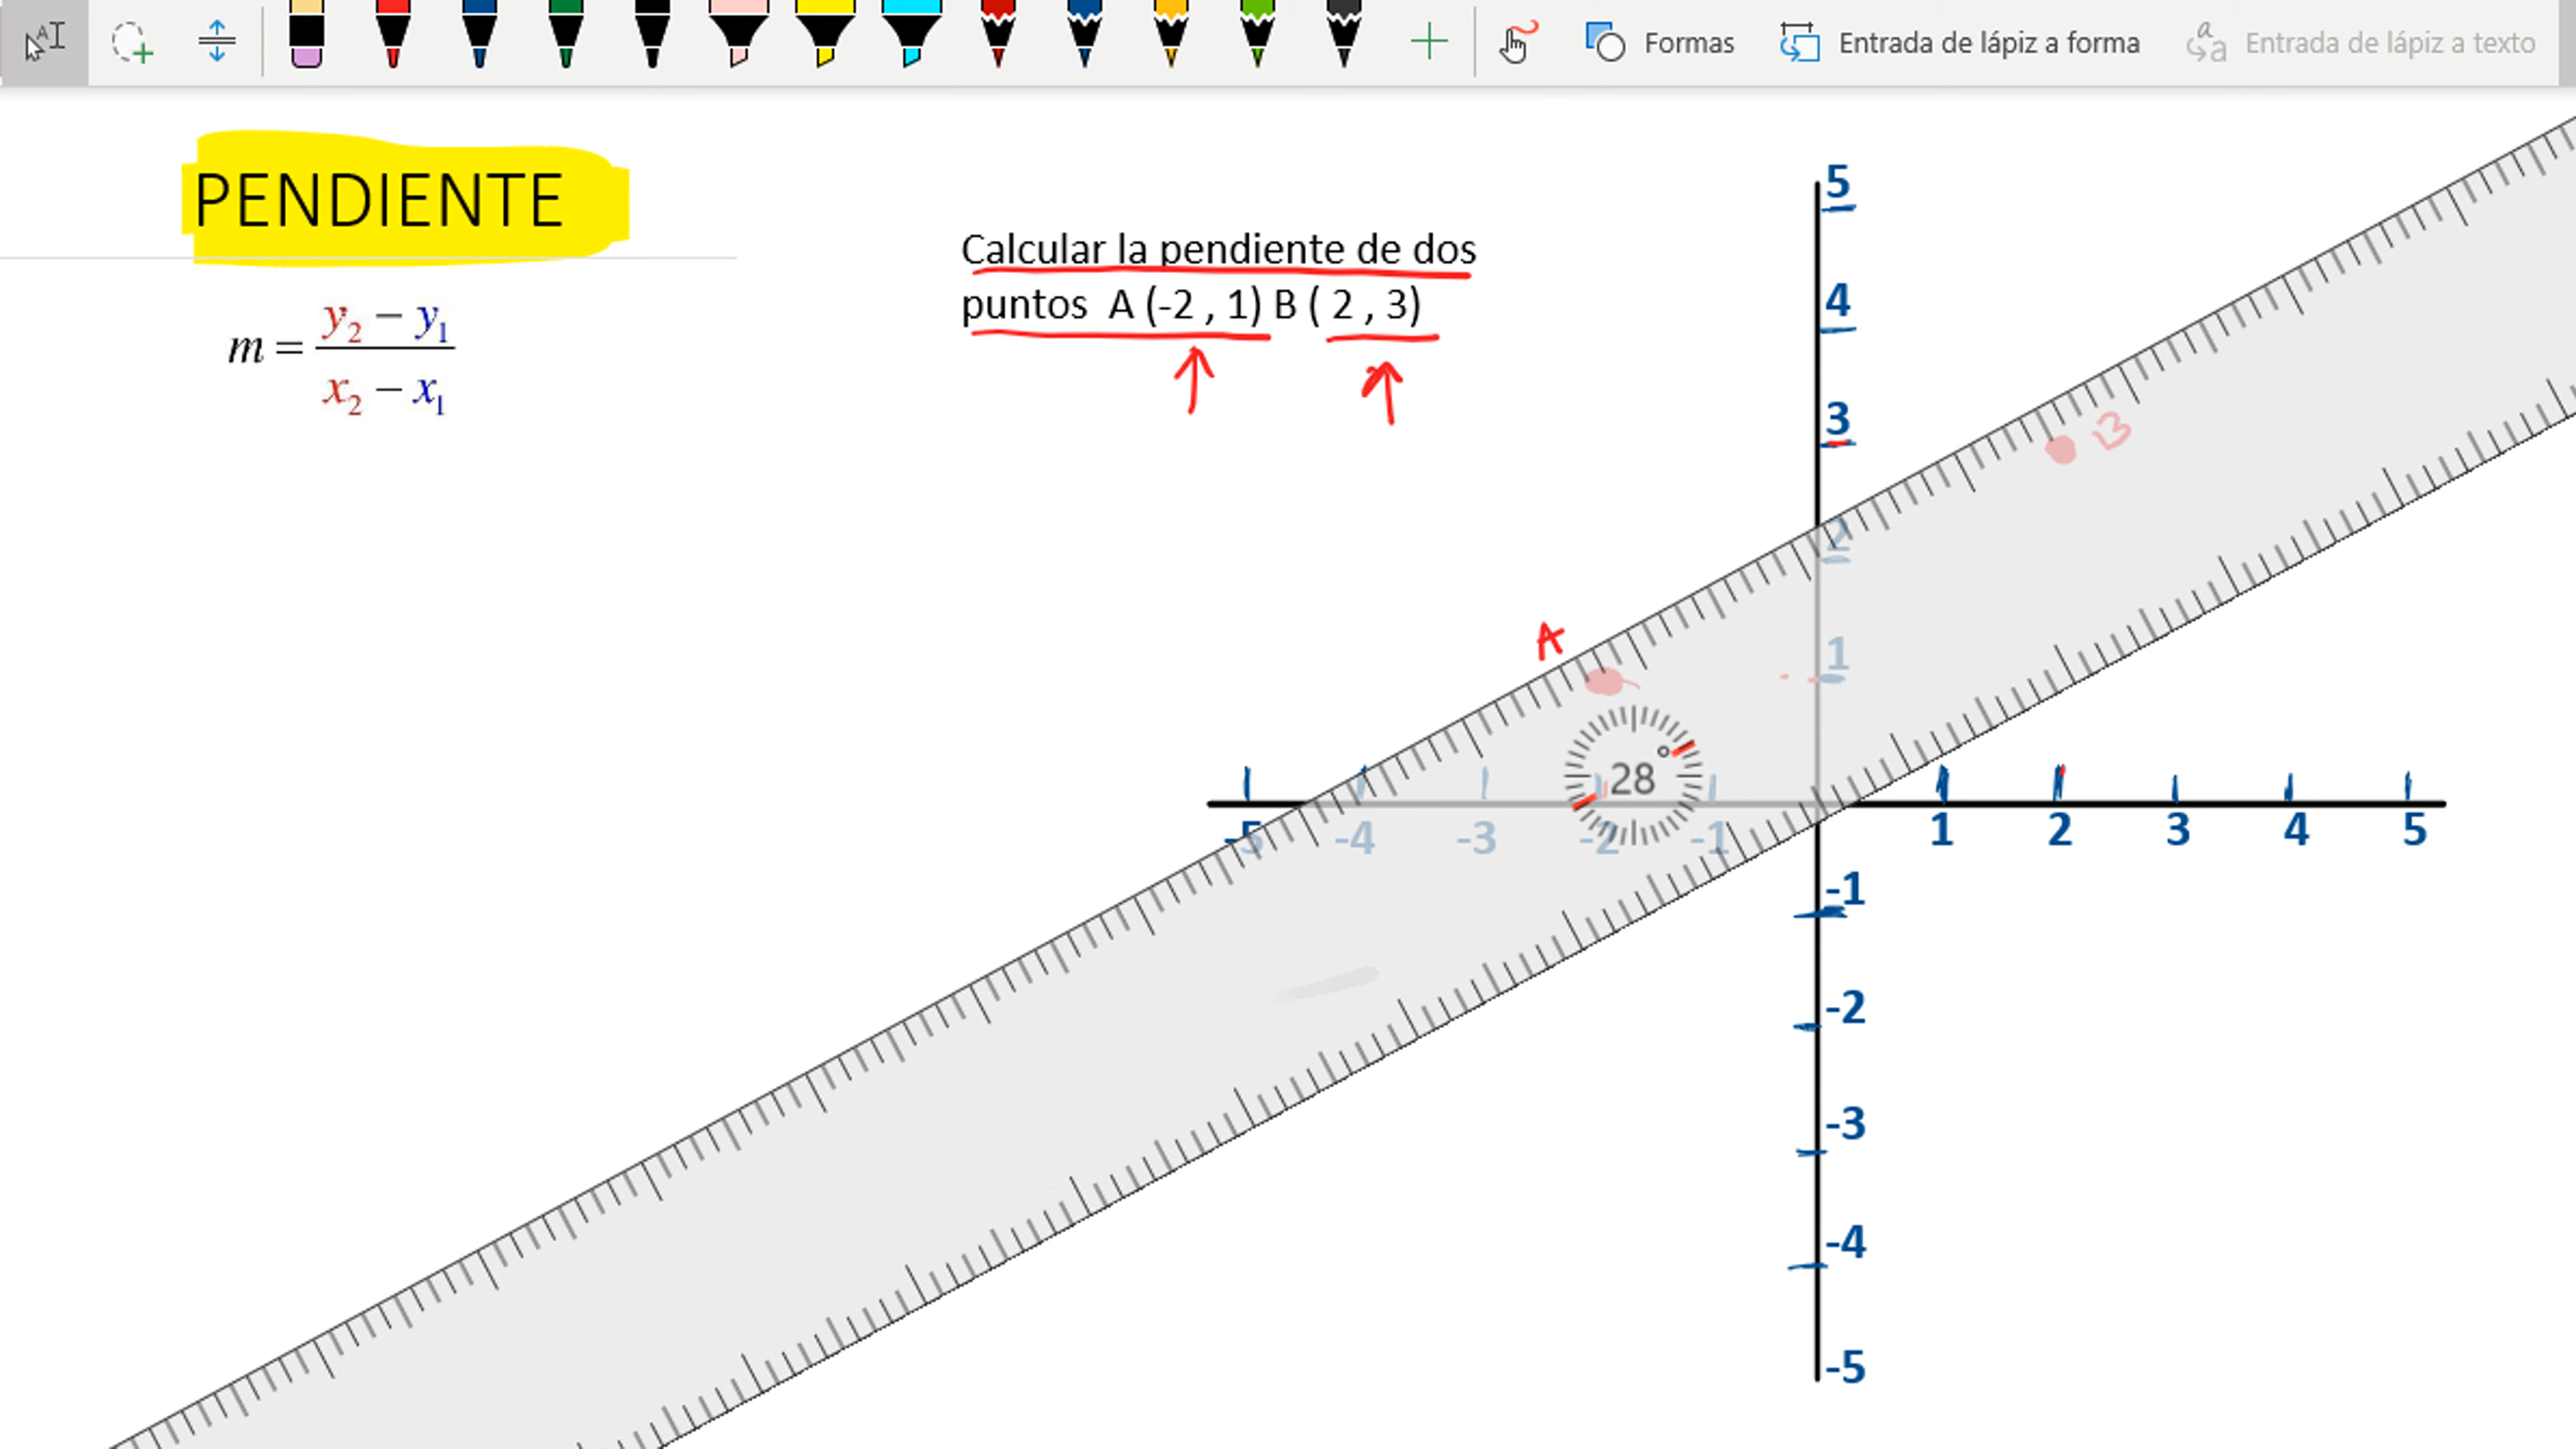 Formas
Entrada de lápiz a forma
Entrada de lápiz a texto
PENDIENTE
m = y₂ − y₁
x₂ − x₁
Calcular la pendiente de dos
puntos A (-2 , 1) B ( 2 , 3)
5
4
3
B
2
A
1
28°
-5 -4 -3 -2 -1 1 2 3 4 5
-1
-2
-3
-4
-5